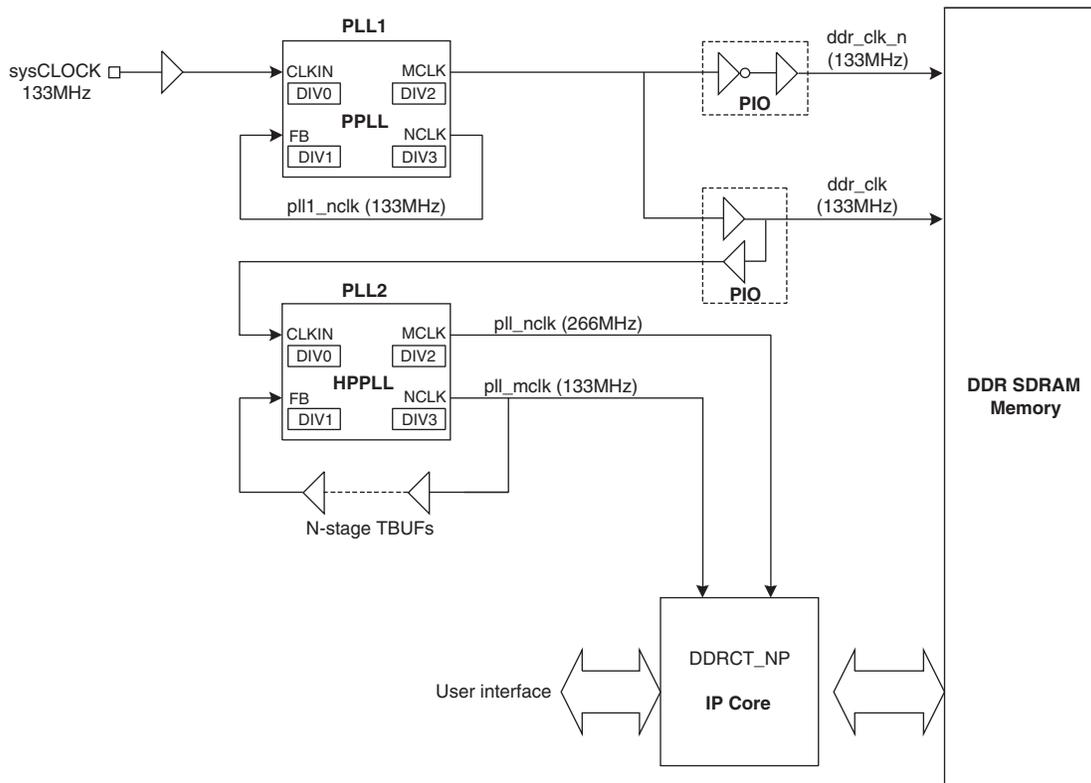 PLL1
sysCLOCK
133MHz
CLKIN
MCLK
DIV0
DIV2
PPLL
FB
NCLK
DIV1
DIV3
pll1_nclk (133MHz)
ddr_clk_n
(133MHz)
PIO
ddr_clk
(133MHz)
PIO
PLL2
CLKIN
MCLK
DIV0
DIV2
HPPLL
FB
NCLK
DIV1
DIV3
pll_nclk (266MHz)
pll_mclk (133MHz)
N-stage TBUFs
DDR SDRAM
Memory
DDRCT_NP
IP Core
User interface